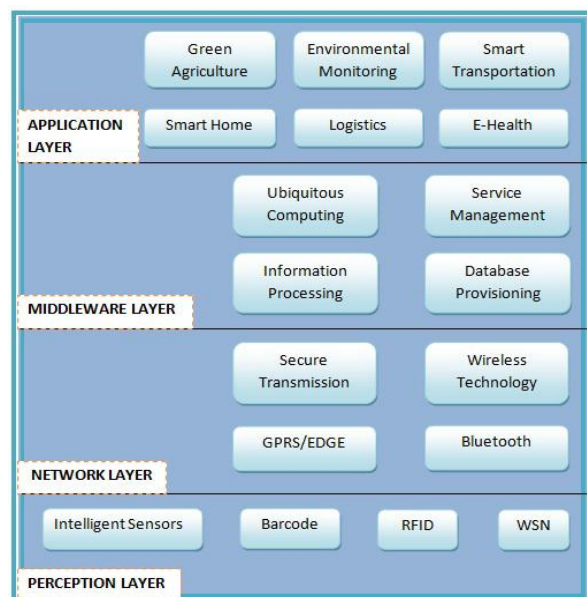 Green
Agriculture
Environmental
Monitoring
Smart
Transportation
Smart Home
Logistics
E-Health
APPLICATION
LAYER
Ubiquitous
Computing
Service
Management
Information
Processing
Database
Provisioning
MIDDLEWARE LAYER
Secure
Transmission
Wireless
Technology
GPRS/EDGE
Bluetooth
NETWORK LAYER
Intelligent Sensors
Barcode
RFID
WSN
PERCEPTION LAYER